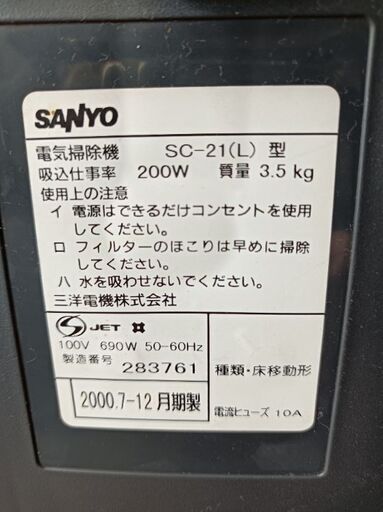 SANYO
電気掃除機 SC-21(L) 型
吸込仕事率 200W 質量 3.5 kg
使用上の注意
イ 電源はできるだけコンセントを使用
してください。
ロ フィルターのほこりは早めに掃除
してください。
ハ 水を吸わせないでください。
三洋電機株式会社
S JET
100V 690W 50-60Hz
製造番号 283761
種類・床移動形
2000.7-12月期製
電流ヒューズ 10A